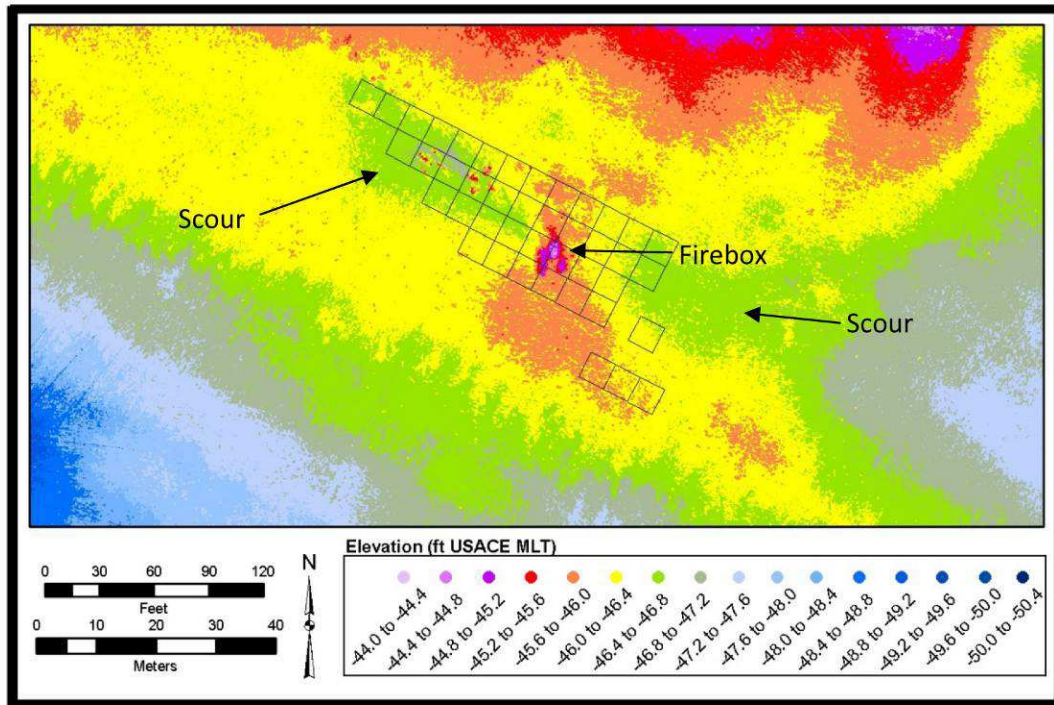 Scour
Firebox
Scour
0 30 60 90 120
Feet
0 10 20 30 40
Meters
N
Elevation (ft USACE MLT)
-44.0 to -44.4
-44.4 to -44.8
-44.8 to -45.2
-45.2 to -45.6
-45.6 to -46.0
-46.0 to -46.4
-46.4 to -46.8
-46.8 to -47.2
-47.2 to -47.6
-47.6 to -48.0
-48.0 to -48.4
-48.4 to -48.8
-48.8 to -49.2
-49.2 to -49.6
-49.6 to -50.0
-50.0 to -50.4